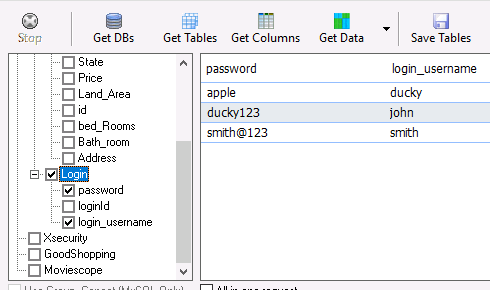 Stop Get DBs Get Tables Get Columns Get Data Save Tables
State
Price
Land_Area
id
bed_Rooms
Bath_room
Address
Login
password
loginId
login_username
Xsecurity
GoodShopping
Moviescope
password login_username
apple ducky
ducky123 john
smith@123 smith
All in one request